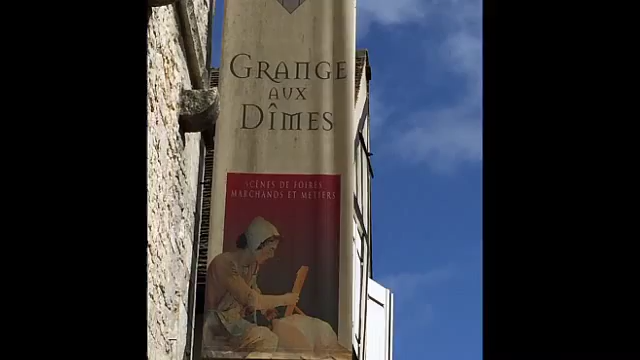 GRANGE
AUX
DÎMES
SCÈNES DE FOIRES
MARCHANDS ET MÉTIERS